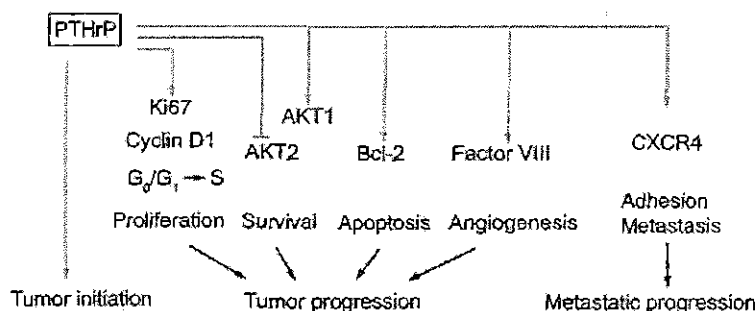 PTHrP
Ki67
AKT1
Cyclin D1
AKT2
Bcl-2
Factor VIII
CXCR4
G0/G1 → S
Proliferation
Survival
Apoptosis
Angiogenesis
Adhesion
Metastasis
Tumor initiation
Tumor progression
Metastatic progression